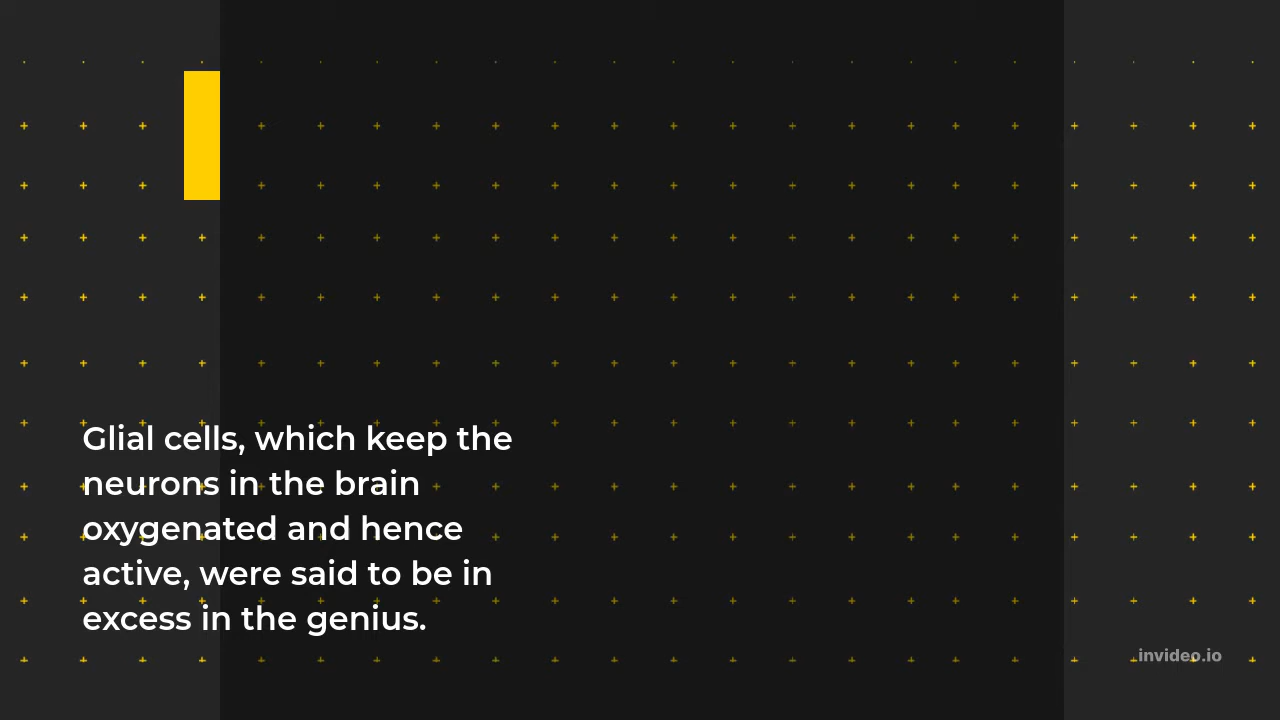 Glial cells, which keep the
neurons in the brain
oxygenated and hence
active, were said to be in
excess in the genius.
invideo.io